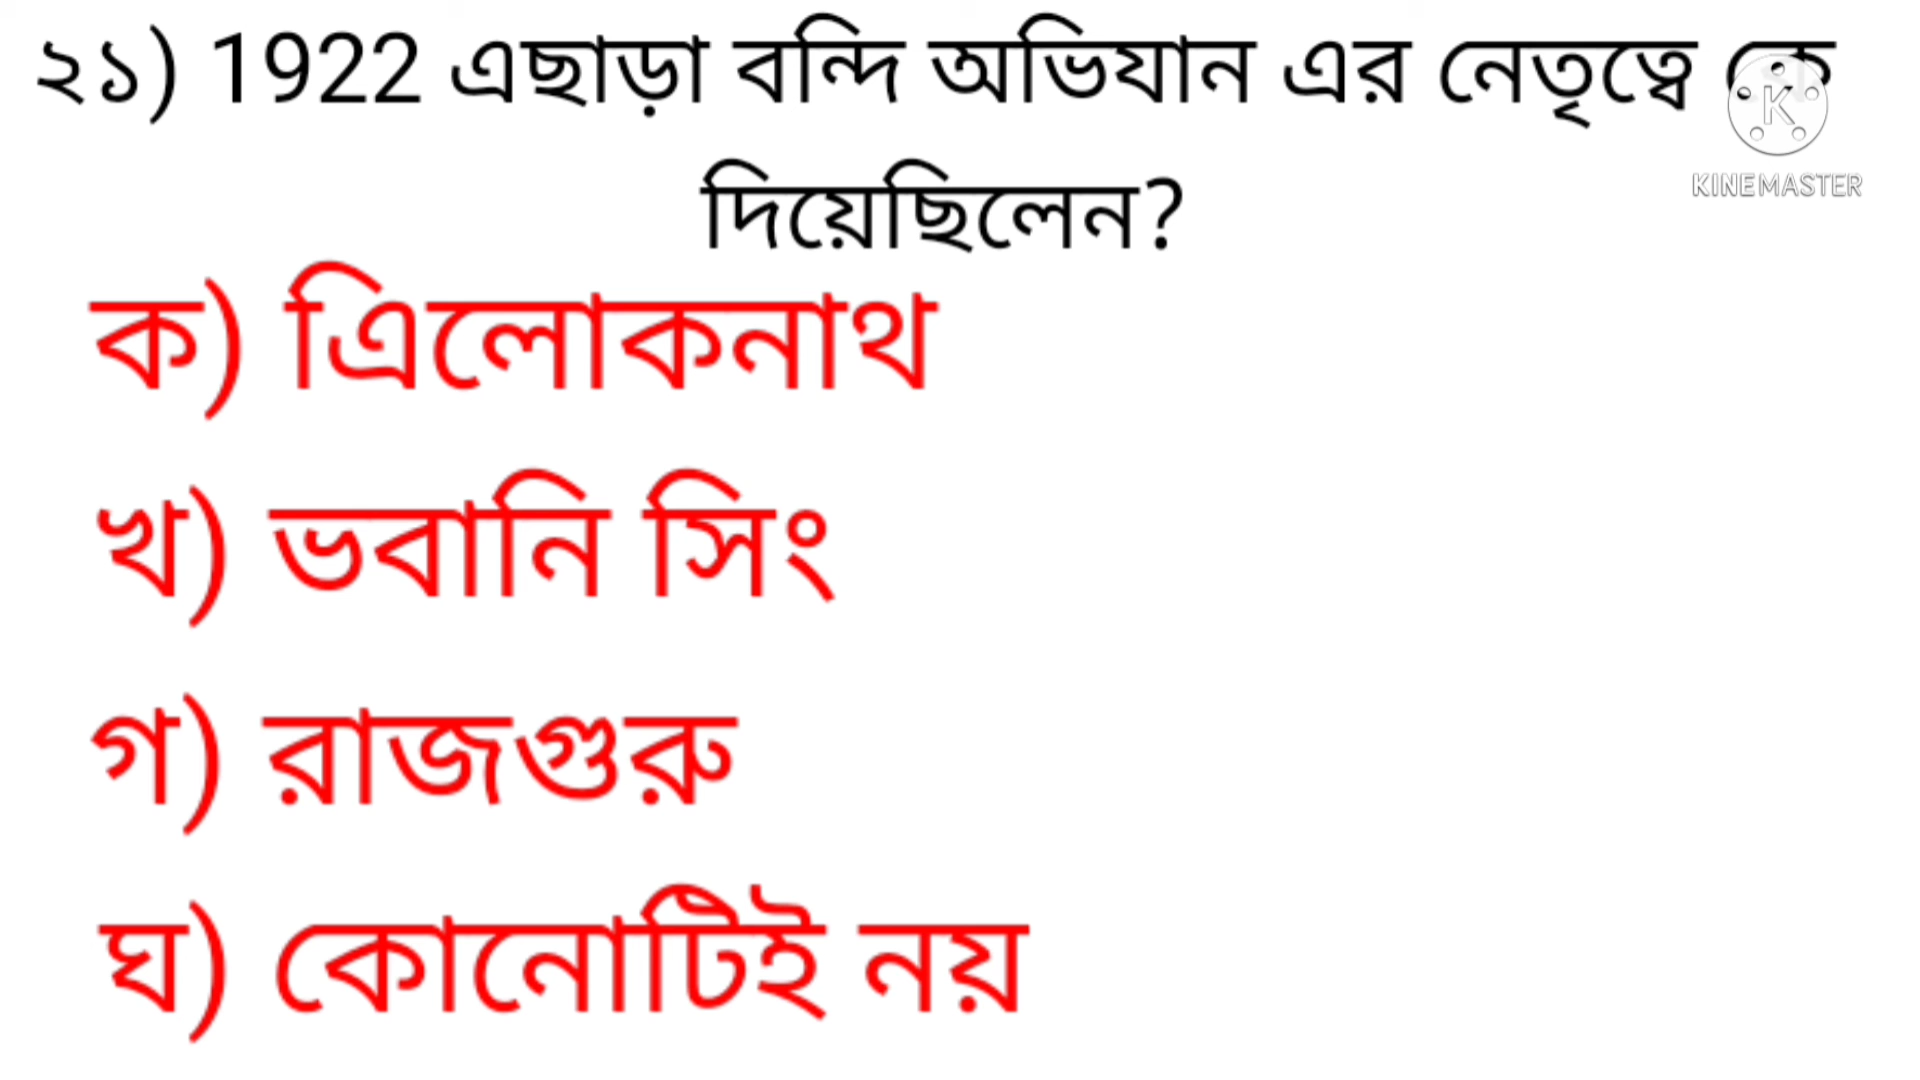 ২১) 1922 এছাড়া বন্দি অভিযান এর নেতৃত্বে কে
দিয়েছিলেন?
KINEMASTER
ক) এিলোকনাথ
খ) ভবানি সিং
গ) রাজগুরু
ঘ) কোনোটিই নয়